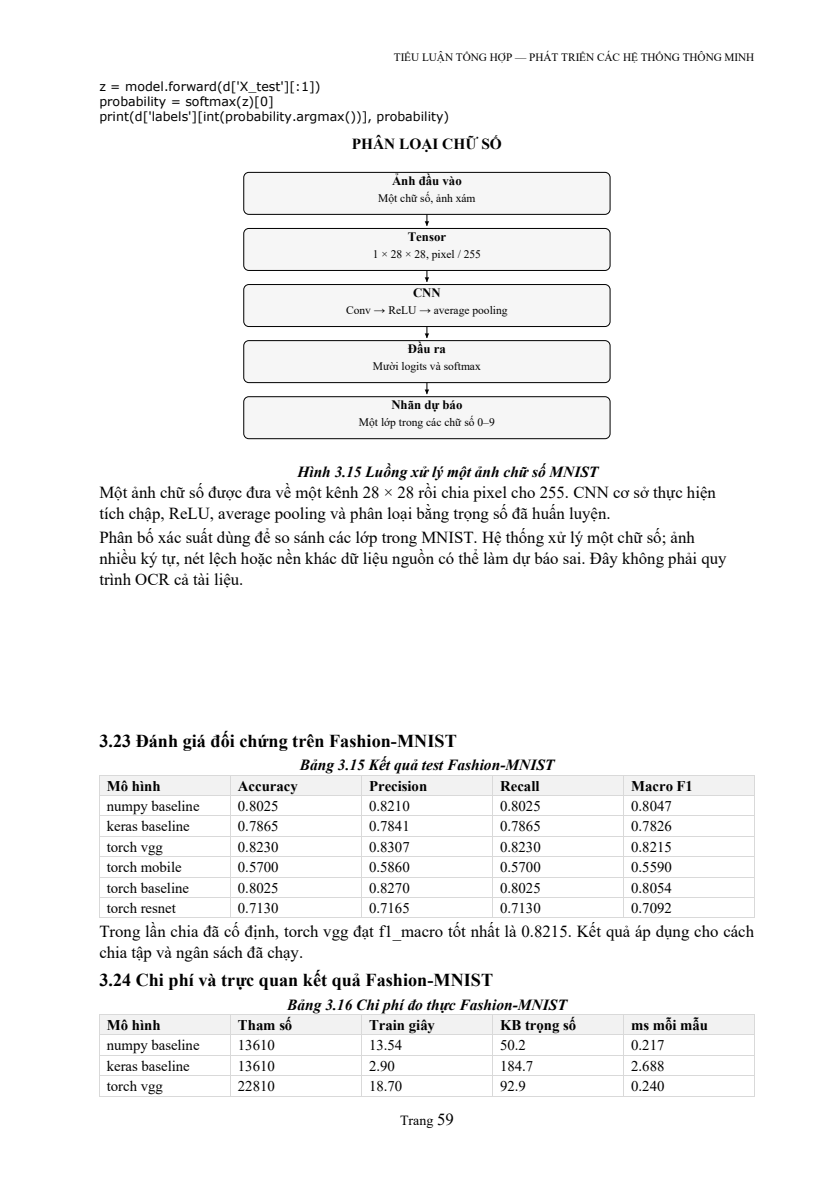 TIỂU LUẬN TỔNG HỢP — PHÁT TRIỂN CÁC HỆ THỐNG THÔNG MINH
z = model.forward(d['X_test'][:1])
probability = softmax(z)[0]
print(d['labels'][int(probability.argmax())], probability)
PHÂN LOẠI CHỮ SỐ
Ảnh đầu vào
Một chữ số, ảnh xám
Tensor
1 × 28 × 28, pixel / 255
CNN
Conv → ReLU → average pooling
Đầu ra
Mười logits và softmax
Nhãn dự báo
Một lớp trong các chữ số 0–9
Hình 3.15 Luồng xử lý một ảnh chữ số MNIST
Một ảnh chữ số được đưa về một kênh 28 × 28 rồi chia pixel cho 255. CNN cơ sở thực hiện
tích chập, ReLU, average pooling và phân loại bằng trọng số đã huấn luyện.
Phân bố xác suất dùng để so sánh các lớp trong MNIST. Hệ thống xử lý một chữ số; ảnh
nhiều ký tự, nét lệch hoặc nền khác dữ liệu nguồn có thể làm dự báo sai. Đây không phải quy
trình OCR cả tài liệu.
3.23 Đánh giá đối chứng trên Fashion-MNIST
Bảng 3.15 Kết quả test Fashion-MNIST
Mô hình Accuracy Precision Recall Macro F1
numpy baseline 0.8025 0.8210 0.8025 0.8047
keras baseline 0.7865 0.7841 0.7865 0.7826
torch vgg 0.8230 0.8307 0.8230 0.8215
torch mobile 0.5700 0.5860 0.5700 0.5590
torch baseline 0.8025 0.8270 0.8025 0.8054
torch resnet 0.7130 0.7165 0.7130 0.7092
Trong lần chia đã cố định, torch vgg đạt f1_macro tốt nhất là 0.8215. Kết quả áp dụng cho cách
chia tập và ngân sách đã chạy.
3.24 Chi phí và trực quan kết quả Fashion-MNIST
Bảng 3.16 Chi phí đo thực Fashion-MNIST
Mô hình Tham số Train giây KB trọng số ms mỗi mẫu
numpy baseline 13610 13.54 50.2 0.217
keras baseline 13610 2.90 184.7 2.688
torch vgg 22810 18.70 92.9 0.240
Trang 59